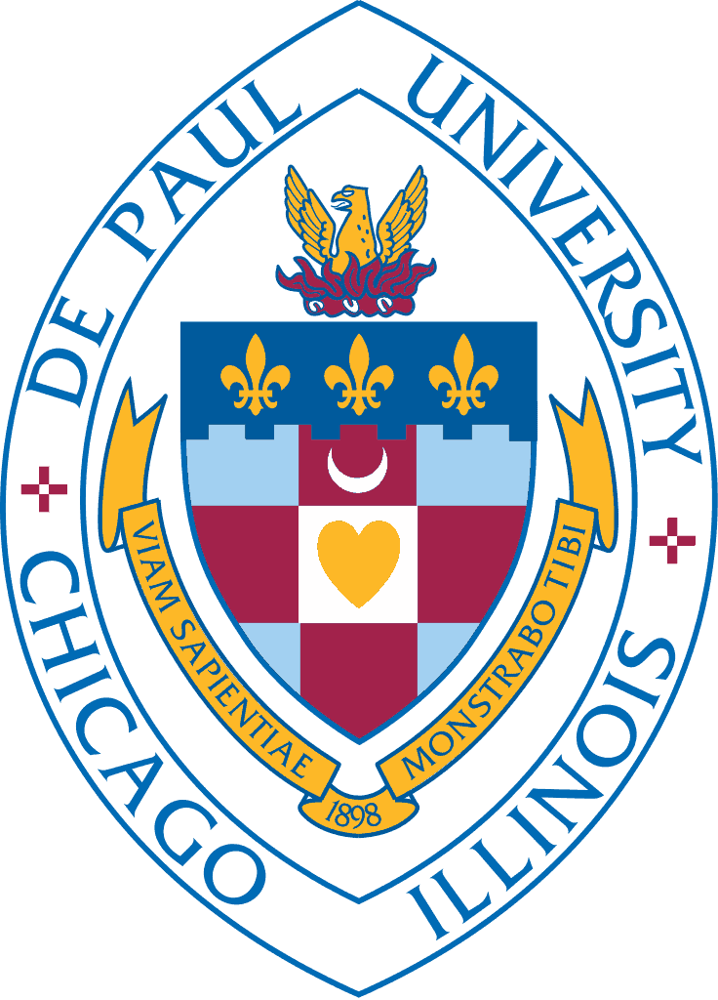 DE PAUL UNIVERSITY
CHICAGO ILLINOIS
VIAM SAPIENTIAE MONSTRABO TIBI
1898